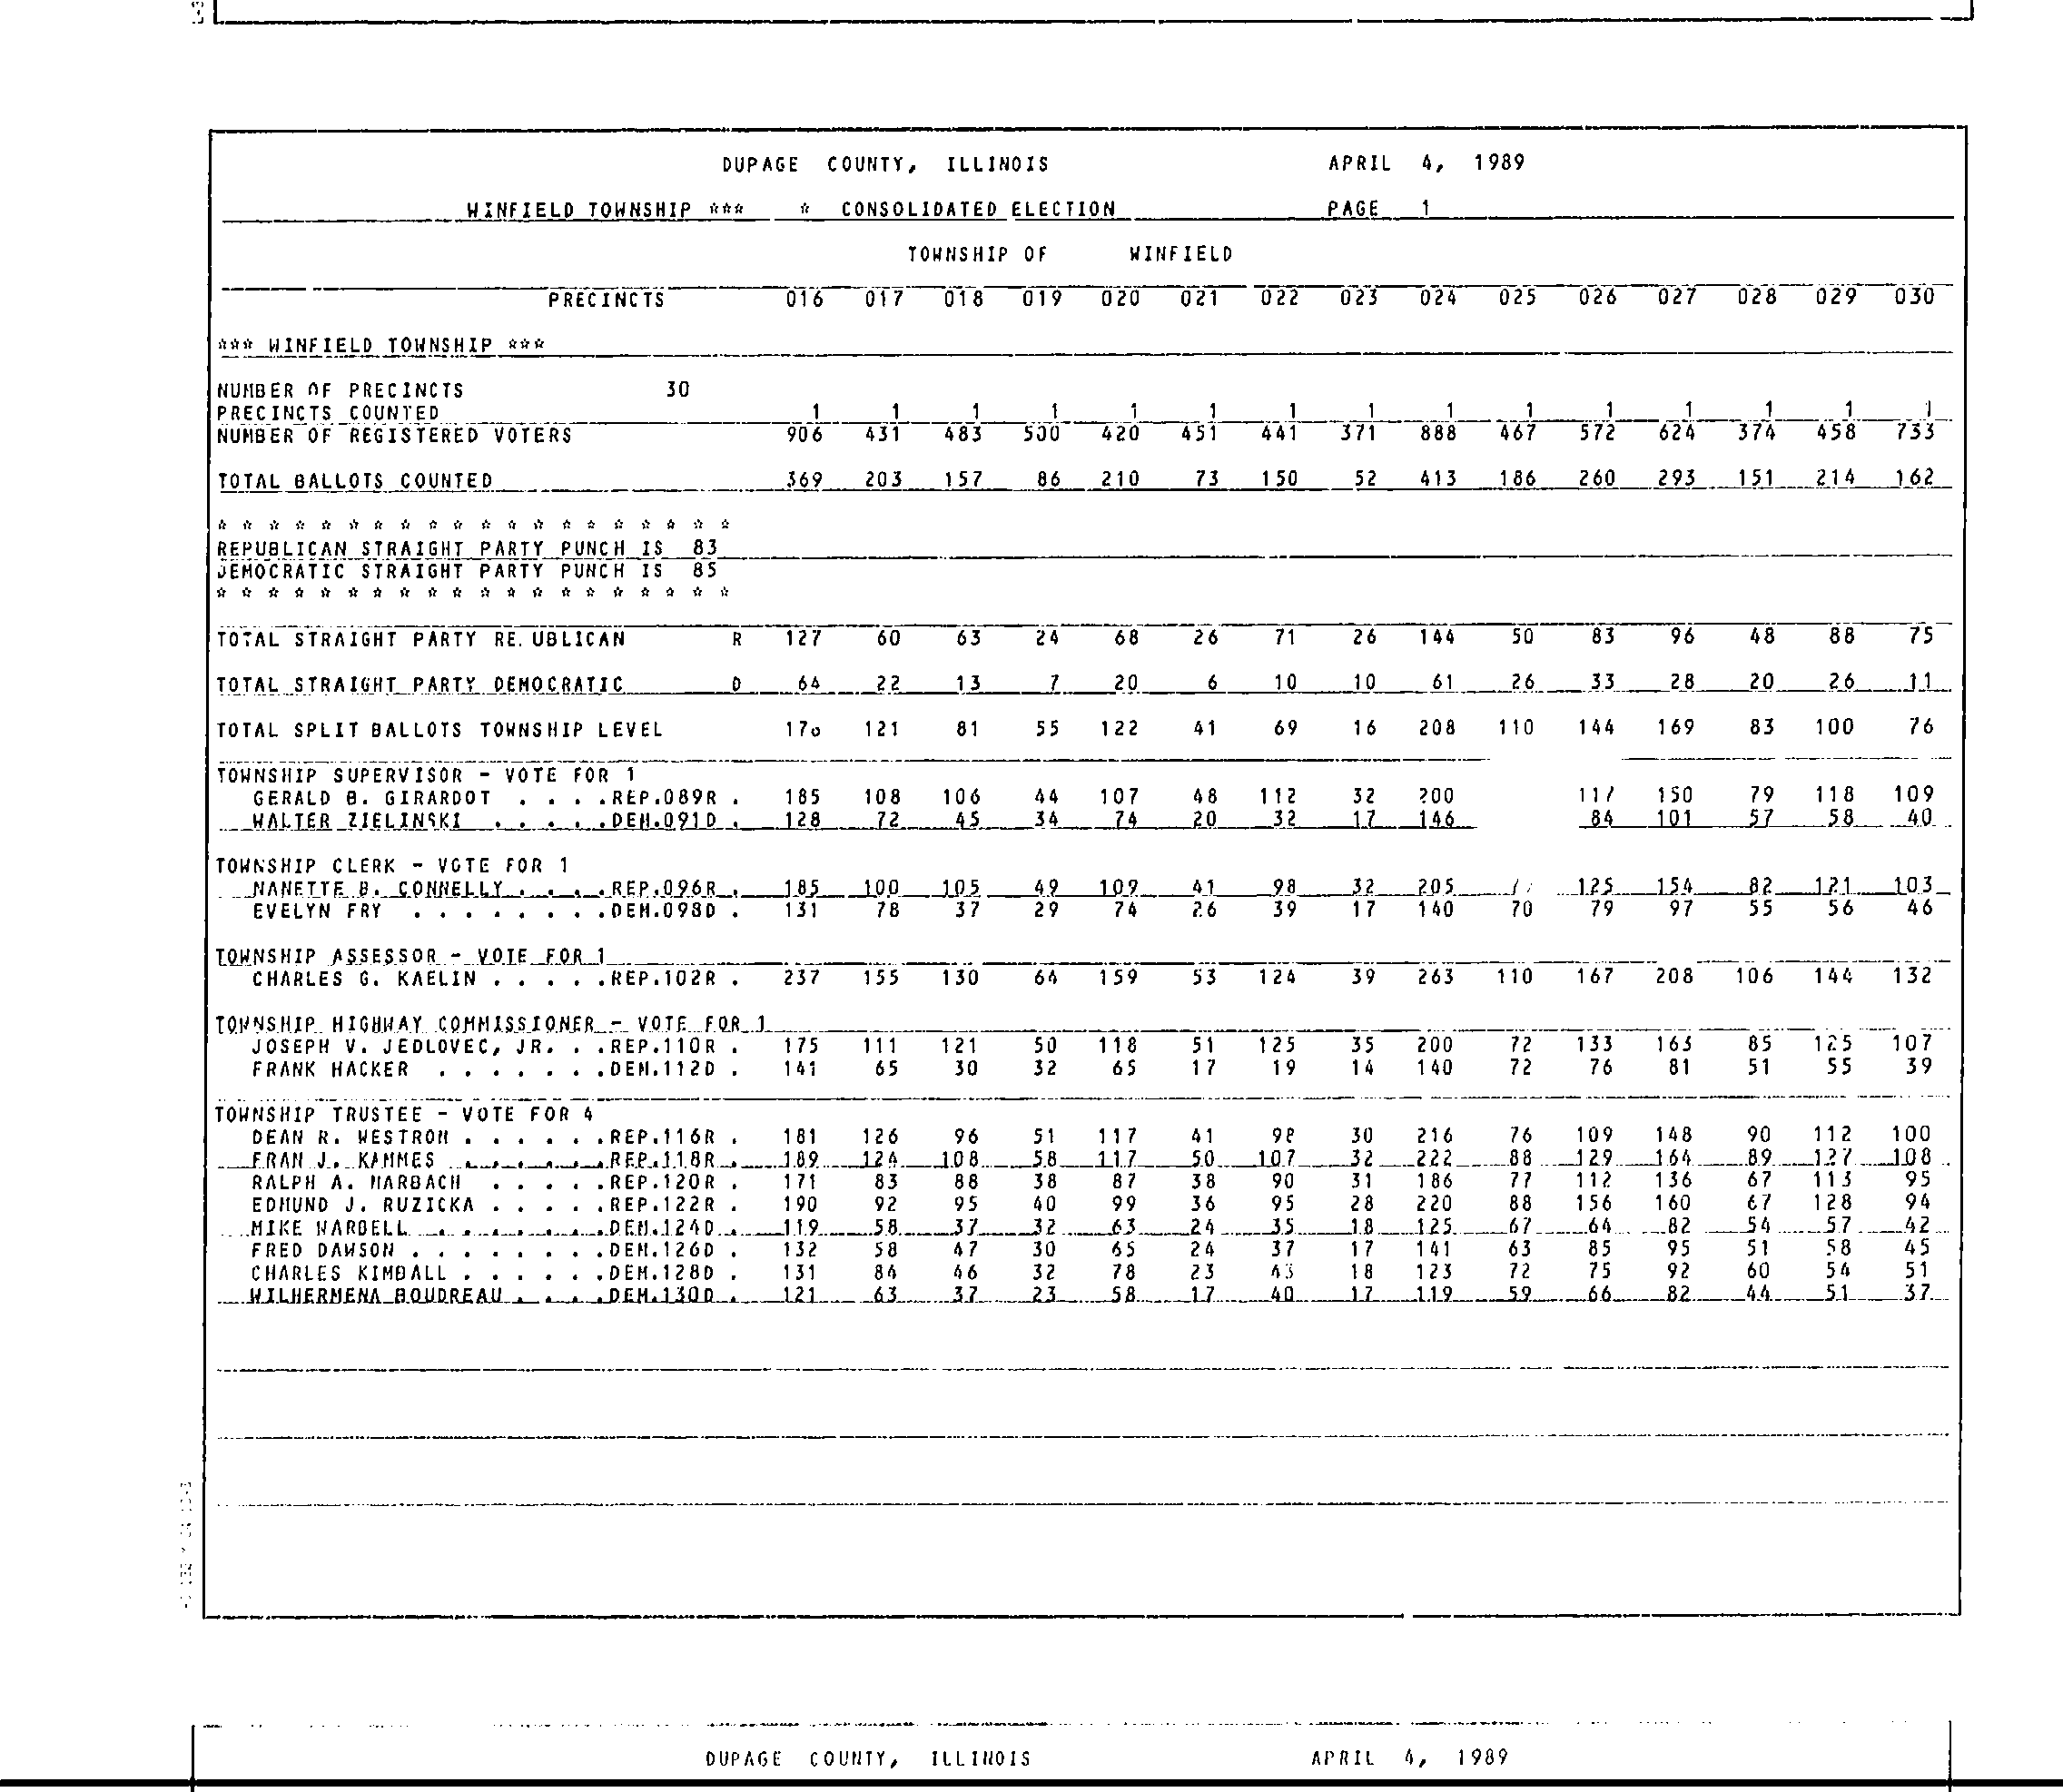 DUPAGE COUNTY, ILLINOIS APRIL 4, 1989
WINFIELD TOWNSHIP *** * CONSOLIDATED ELECTION PAGE 1
TOWNSHIP OF WINFIELD
PRECINCTS 016 017 018 019 020 021 022 023 024 025 026 027 028 029 030
*** WINFIELD TOWNSHIP ***
NUMBER OF PRECINCTS 30
PRECINCTS COUNTED 1 1 1 1 1 1 1 1 1 1 1 1 1 1 1
NUMBER OF REGISTERED VOTERS 906 431 483 500 420 451 441 371 888 467 572 624 374 458 733
TOTAL BALLOTS COUNTED 369 203 157 86 210 73 150 52 413 186 260 293 151 214 162
* * * * * * * * * * * * * * * * * * * *
REPUBLICAN STRAIGHT PARTY PUNCH IS 83
DEMOCRATIC STRAIGHT PARTY PUNCH IS 85
* * * * * * * * * * * * * * * * * * * *
TOTAL STRAIGHT PARTY RE.UBLICAN R 127 60 63 24 68 26 71 26 144 50 83 96 48 88 75
TOTAL STRAIGHT PARTY DEMOCRATIC D 64 22 13 7 20 6 10 10 61 26 33 28 20 26 11
TOTAL SPLIT BALLOTS TOWNSHIP LEVEL 121 81 55 122 41 69 16 208 110 144 169 83 100 76
TOWNSHIP SUPERVISOR - VOTE FOR 1
GERALD B. GIRARDOT . . . .REP.089R . 185 108 106 44 107 48 112 32 200 117 150 79 118 109
WALTER ZIELINSKI . . . . .DEM.091D . 128 72 45 34 74 20 32 17 146 84 101 57 58 40
TOWNSHIP CLERK - VOTE FOR 1
NANETTE B. CONNELLY . . . .REP.096R . 185 100 105 49 109 41 98 32 205 125 154 82 121 103
EVELYN FRY . . . . . . . .DEM.098D . 131 78 37 29 74 26 39 17 140 70 79 97 55 56 46
TOWNSHIP ASSESSOR - VOTE FOR 1
CHARLES G. KAELIN . . . . .REP.102R . 237 155 130 64 159 53 124 39 263 110 167 208 106 144 132
TOWNSHIP HIGHWAY COMMISSIONER - VOTE FOR 1
JOSEPH V. JEDLOVEC, JR. . .REP.110R . 175 111 121 50 118 51 125 35 200 72 133 163 85 125 107
FRANK HACKER . . . . . . .DEM.112D . 141 65 30 32 65 17 19 14 140 72 76 81 51 55 39
TOWNSHIP TRUSTEE - VOTE FOR 4
DEAN R. WESTROM . . . . . .REP.116R . 181 126 96 51 117 41 98 30 216 76 109 148 90 112 100
FRAN J. KAMMES . . . . . .REP.118R . 189 124 108 58 117 50 107 32 222 88 129 164 89 127 108
RALPH A. HARBACH . . . . .REP.120R . 171 83 88 38 87 38 90 31 186 77 112 136 67 113 95
EDMUND J. RUZICKA . . . . .REP.122R . 190 92 95 40 99 36 95 28 220 88 156 160 67 128 94
MIKE WARBELL . . . . . . .DEM.124D . 119 58 37 32 63 24 35 18 125 67 64 82 54 57 42
FRED DAWSON . . . . . . . .DEM.126D . 132 58 47 30 65 24 37 17 141 63 85 95 51 58 45
CHARLES KIMBALL . . . . . .DEM.128D . 131 84 46 32 78 23 43 18 123 72 75 92 60 54 51
WILHERMENA BOUDREAU . . . .DEM.130D . 121 63 37 23 58 17 40 17 119 59 66 82 44 51 37
DUPAGE COUNTY, ILLINOIS APRIL 4, 1989